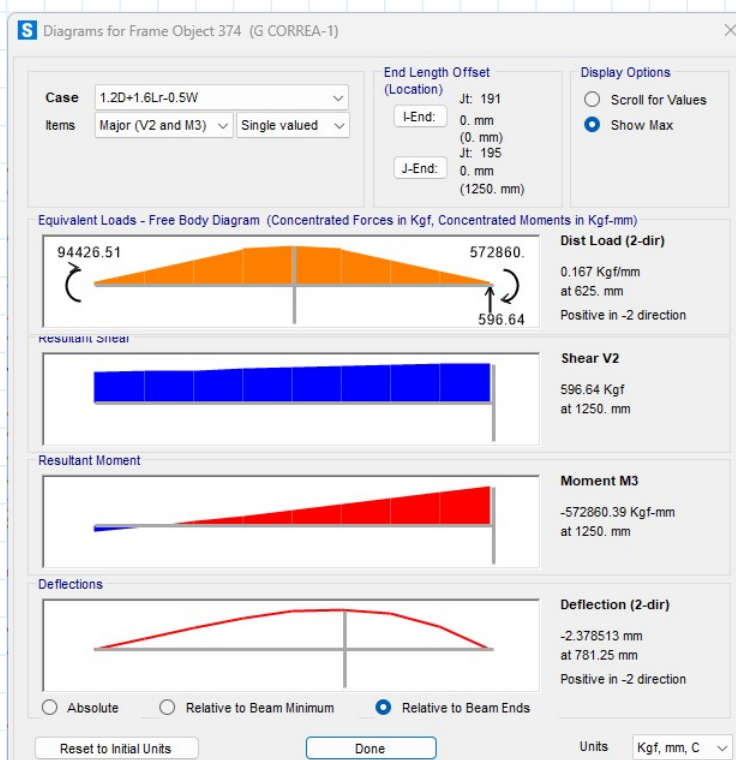 S Diagrams for Frame Object 374 (G CORREA-1)
Case 1.2D+1.6Lr-0.5W
Items Major (V2 and M3) Single valued
End Length Offset
(Location)
Jt: 191
I-End: 0. mm
(0. mm)
Jt: 195
J-End: 0. mm
(1250. mm)
Display Options
Scroll for Values
Show Max
Equivalent Loads - Free Body Diagram (Concentrated Forces in Kgf, Concentrated Moments in Kgf-mm)
94426.51
572860.
596.64
Dist Load (2-dir)
0.167 Kgf/mm
at 625. mm
Positive in -2 direction
Resultant Shear
Shear V2
596.64 Kgf
at 1250. mm
Resultant Moment
Moment M3
-572860.39 Kgf-mm
at 1250. mm
Deflections
Deflection (2-dir)
-2.378513 mm
at 781.25 mm
Positive in -2 direction
Absolute Relative to Beam Minimum Relative to Beam Ends
Reset to Initial Units Done Units Kgf, mm, C